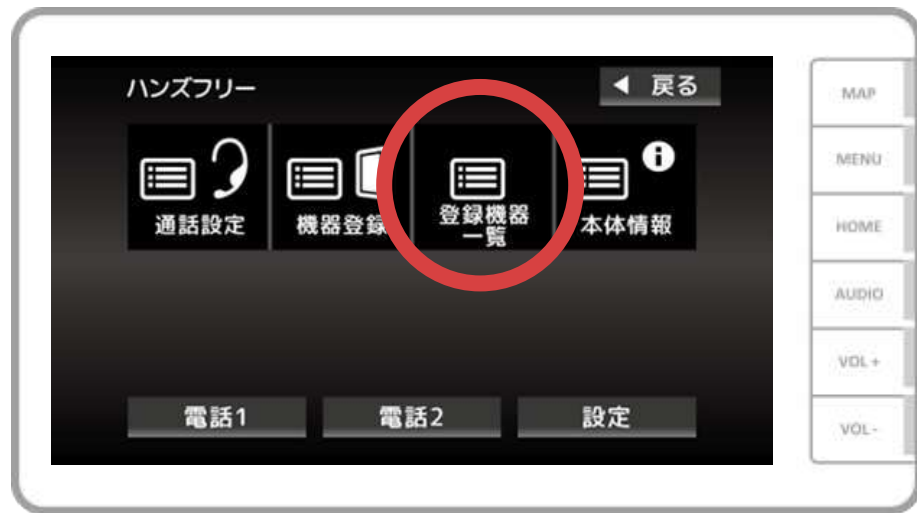 ハンズフリー
◀ 戻る
通話設定
機器登録
登録機器
一覧
本体情報
電話1
電話2
設定
MAP
MENU
HOME
AUDIO
VOL +
VOL -